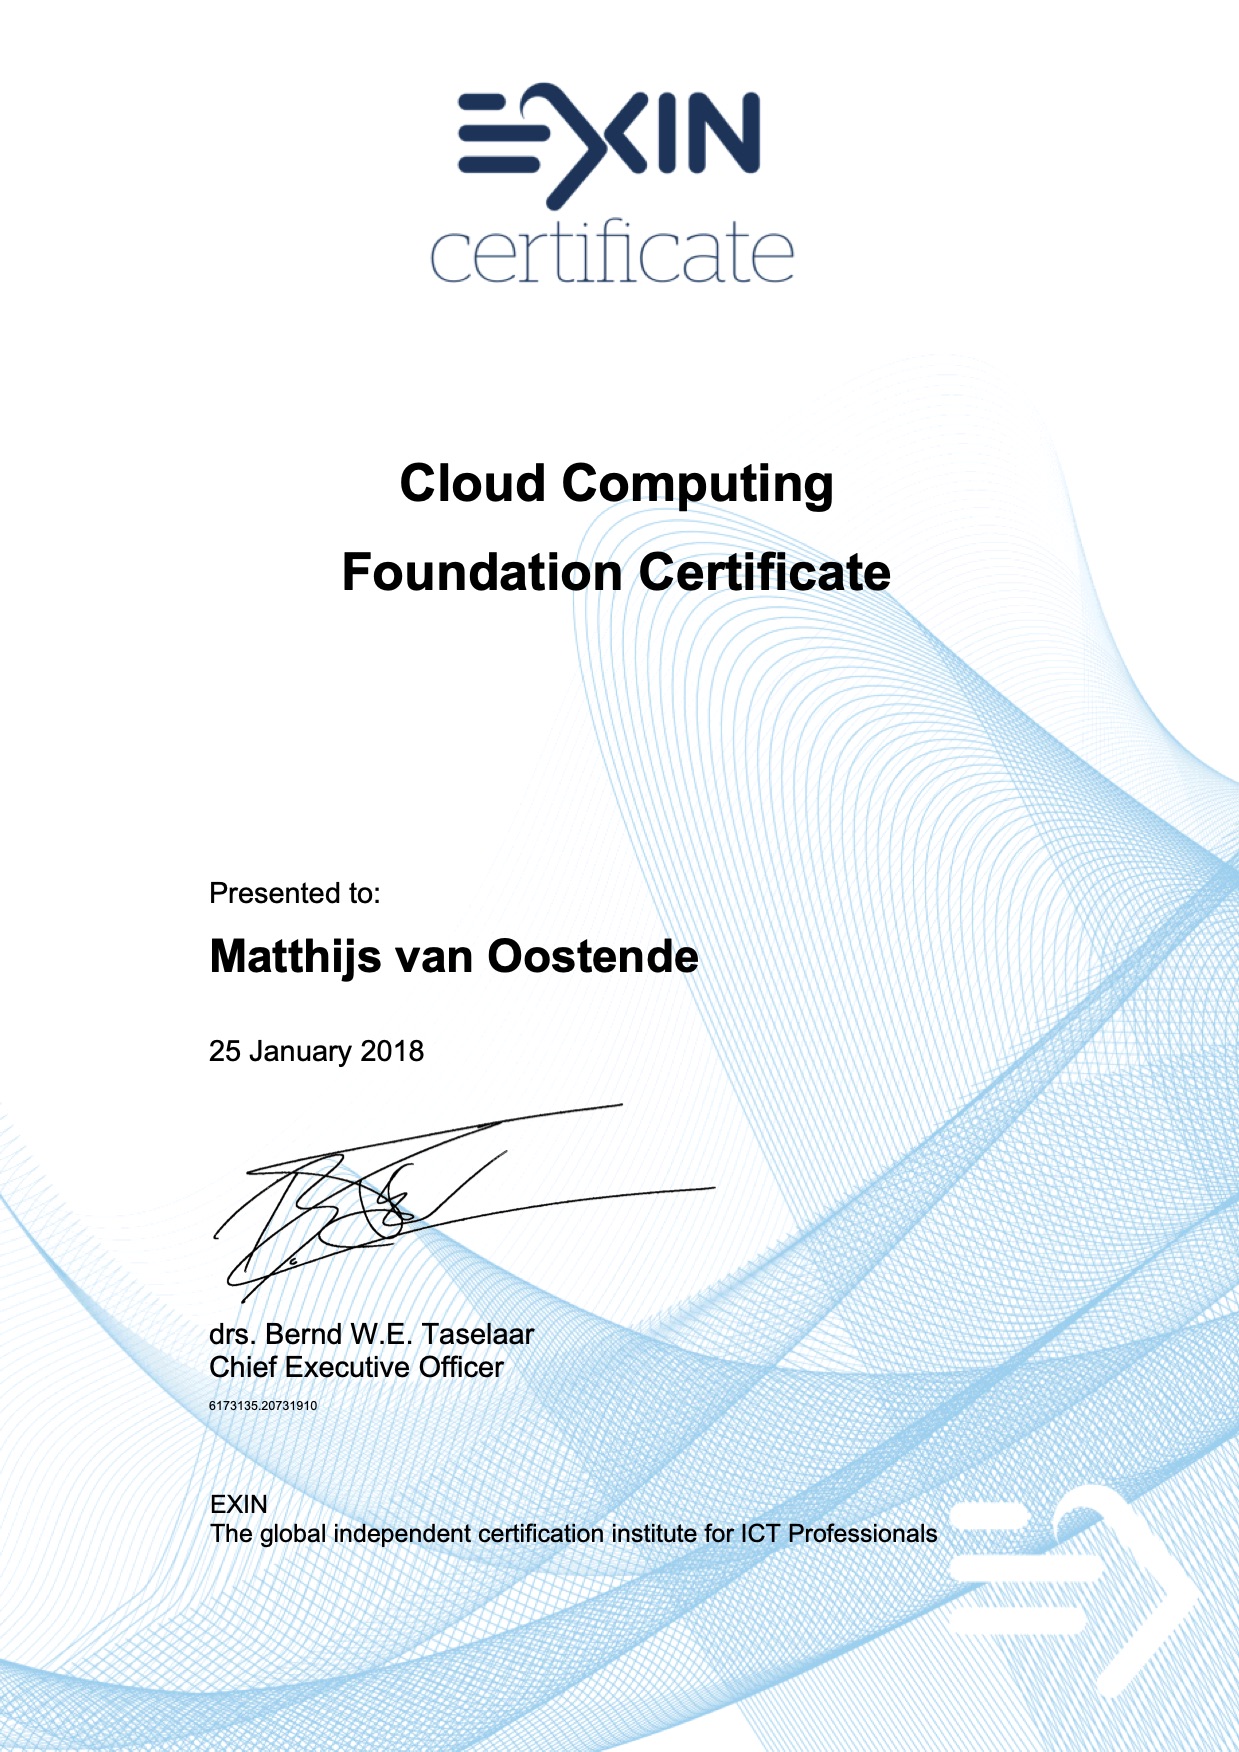 EXIN
certificate
Cloud Computing
Foundation Certificate
Presented to:
Matthijs van Oostende
25 January 2018
drs. Bernd W.E. Taselaar
Chief Executive Officer
6173135.20731910
EXIN
The global independent certification institute for ICT Professionals